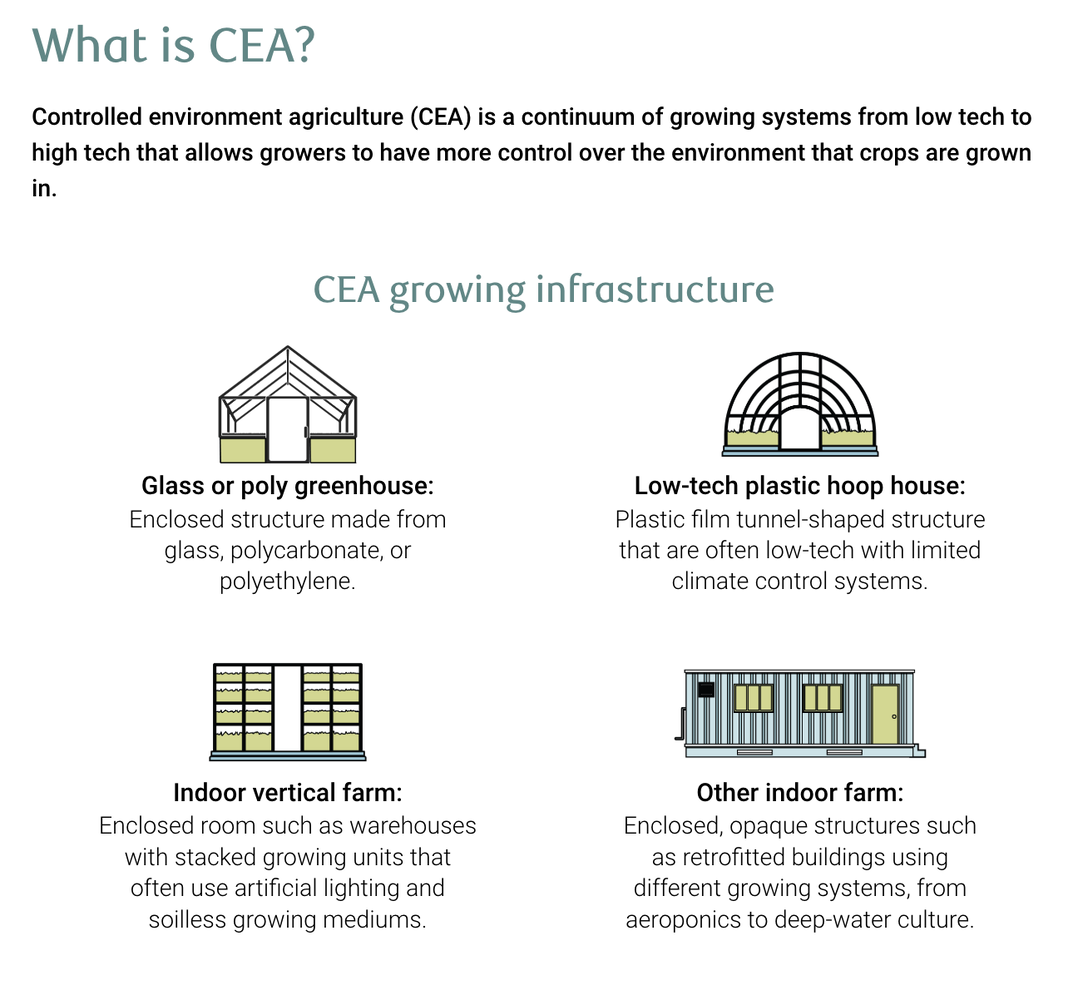 What is CEA?
Controlled environment agriculture (CEA) is a continuum of growing systems from low tech to
high tech that allows growers to have more control over the environment that crops are grown
in.
CEA growing infrastructure
Glass or poly greenhouse:
Enclosed structure made from
glass, polycarbonate, or
polyethylene.
Low-tech plastic hoop house:
Plastic film tunnel-shaped structure
that are often low-tech with limited
climate control systems.
Indoor vertical farm:
Enclosed room such as warehouses
with stacked growing units that
often use artificial lighting and
soilless growing mediums.
Other indoor farm:
Enclosed, opaque structures such
as retrofitted buildings using
different growing systems, from
aeroponics to deep-water culture.